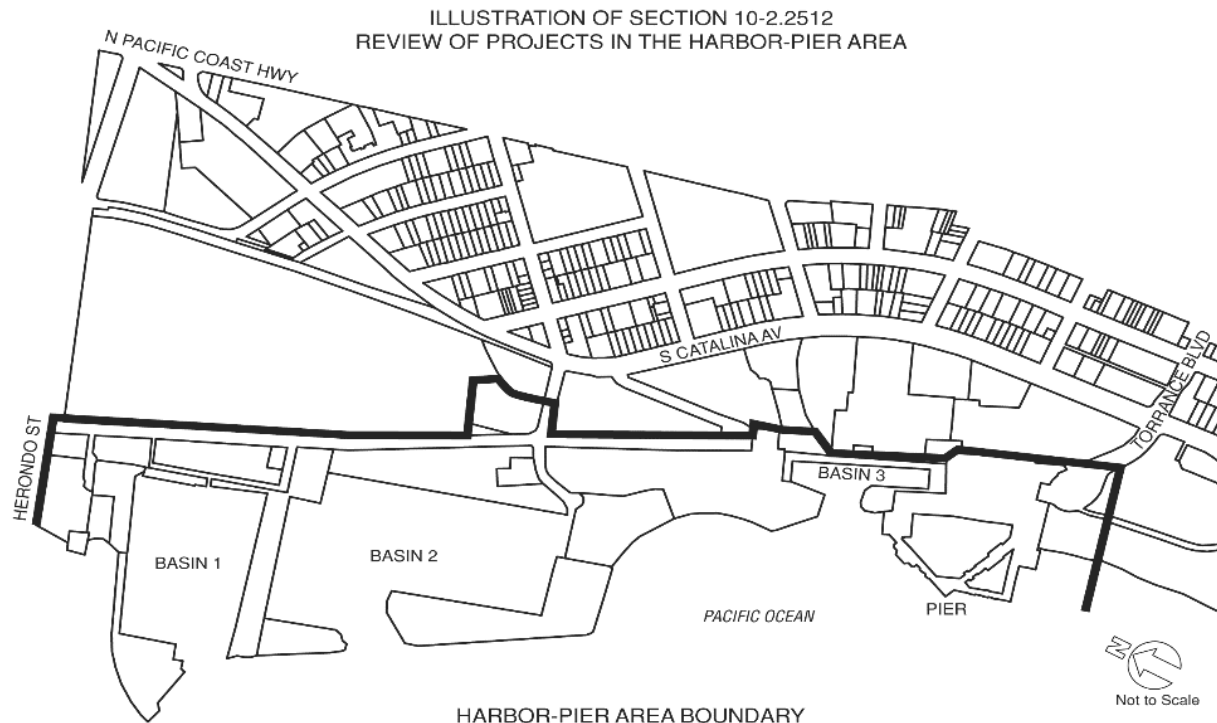 ILLUSTRATION OF SECTION 10-2.2512
REVIEW OF PROJECTS IN THE HARBOR-PIER AREA
N PACIFIC COAST HWY
S CATALINA AV
TORRANCE BLVD
HERONDO ST
BASIN 3
BASIN 1
BASIN 2
PIER
PACIFIC OCEAN
N
Not to Scale
HARBOR-PIER AREA BOUNDARY